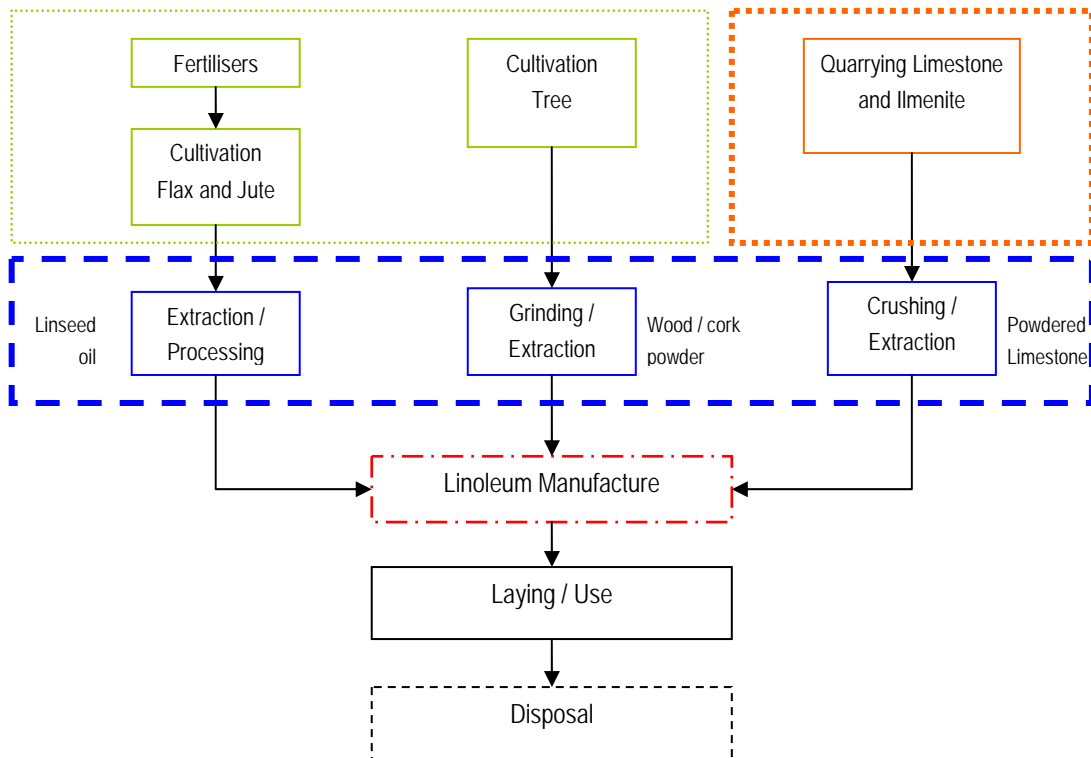 Fertilisers
Cultivation
Flax and Jute
Cultivation
Tree
Quarrying Limestone
and Ilmenite
Linseed
oil
Extraction /
Processing
Grinding /
Extraction
Wood / cork
powder
Crushing /
Extraction
Powdered
Limestone
Linoleum Manufacture
Laying / Use
Disposal